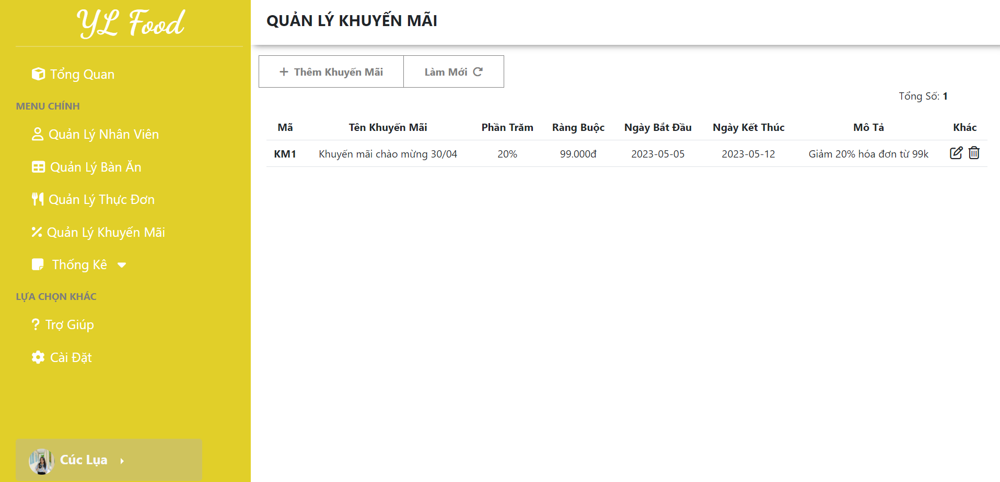 YL Food
Tổng Quan
MENU CHÍNH
Quản Lý Nhân Viên
Quản Lý Bàn Ăn
Quản Lý Thực Đơn
Quản Lý Khuyến Mãi
Thống Kê
LỰA CHỌN KHÁC
Trợ Giúp
Cài Đặt
Cúc Lụa
QUẢN LÝ KHUYẾN MÃI
Thêm Khuyến Mãi Làm Mới
Tổng Số: 1
Mã Tên Khuyến Mãi Phần Trăm Ràng Buộc Ngày Bắt Đầu Ngày Kết Thúc Mô Tả Khác
KM1 Khuyến mãi chào mừng 30/04 20% 99.000đ 2023-05-05 2023-05-12 Giảm 20% hóa đơn từ 99k